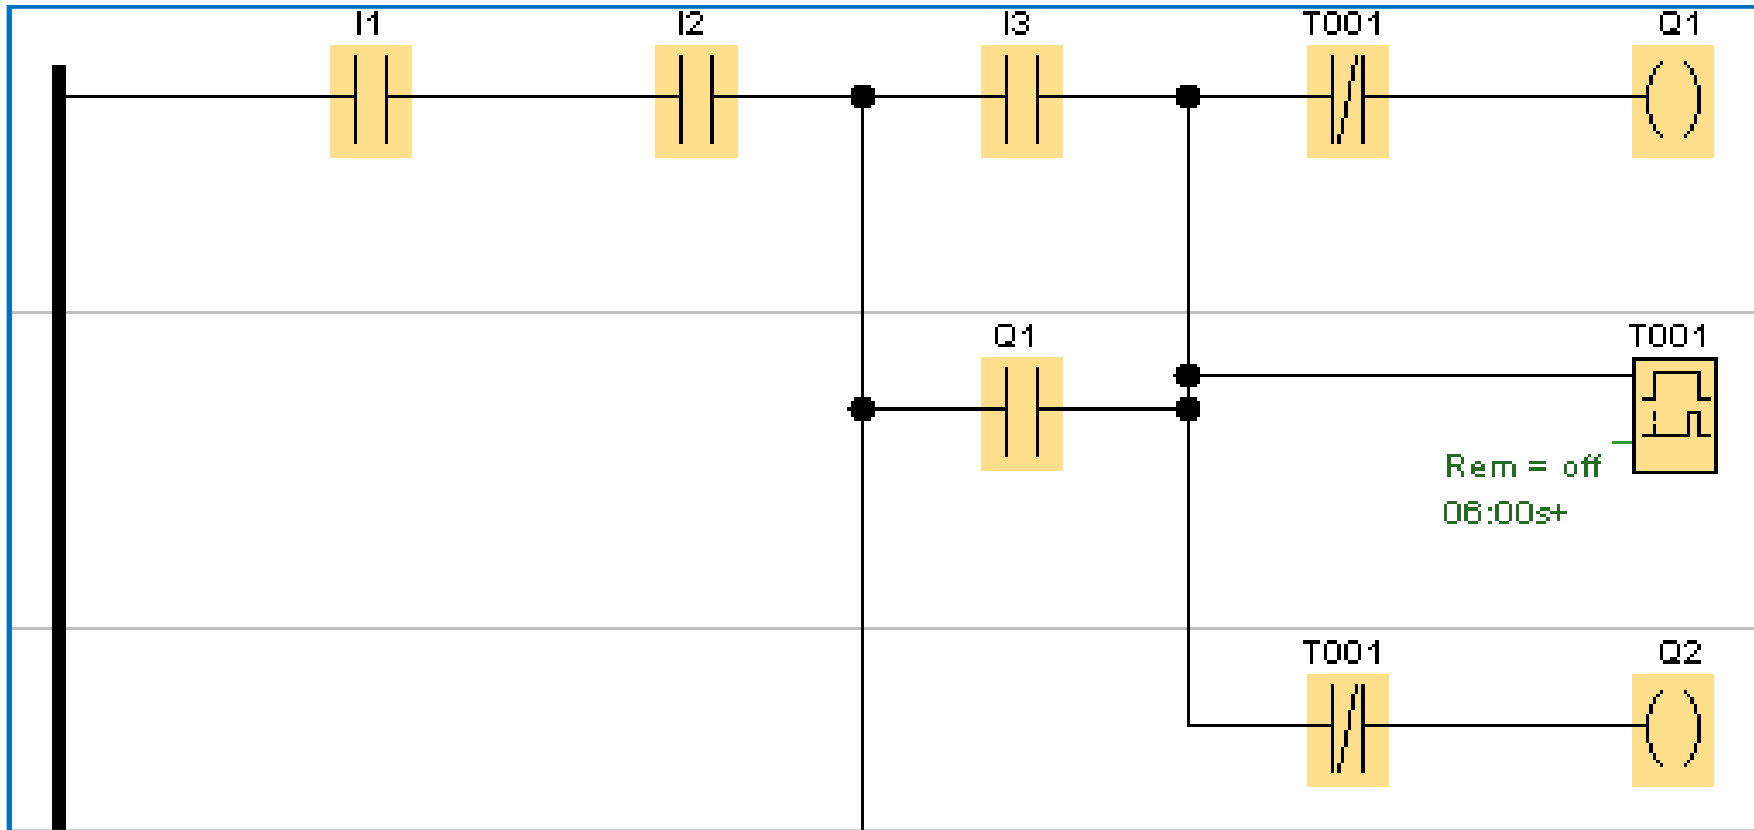 I1 I2 I3 T001 Q1
Q1 T001
Rem = off
06:00s+
T001 Q2